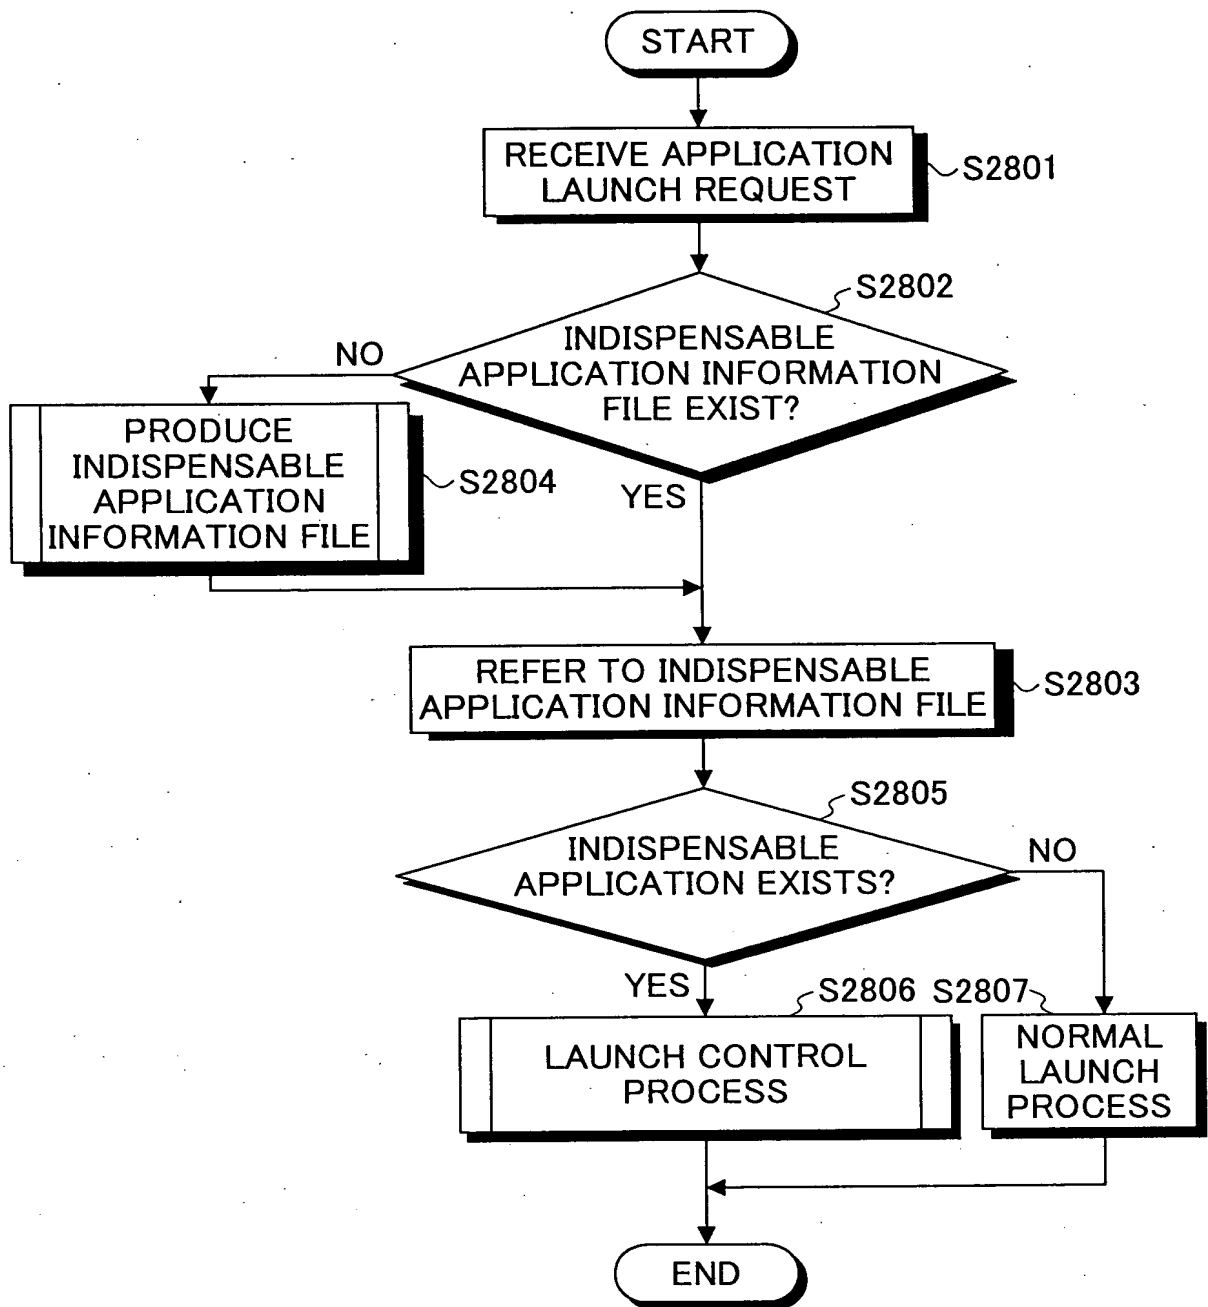 START
RECEIVE APPLICATION
LAUNCH REQUEST
S2801
S2802
INDISPENSABLE
APPLICATION INFORMATION
FILE EXIST?
NO
YES
PRODUCE
INDISPENSABLE
APPLICATION
INFORMATION FILE
S2804
REFER TO INDISPENSABLE
APPLICATION INFORMATION FILE
S2803
S2805
INDISPENSABLE
APPLICATION EXISTS?
NO
YES
S2806
S2807
LAUNCH CONTROL
PROCESS
NORMAL
LAUNCH
PROCESS
END